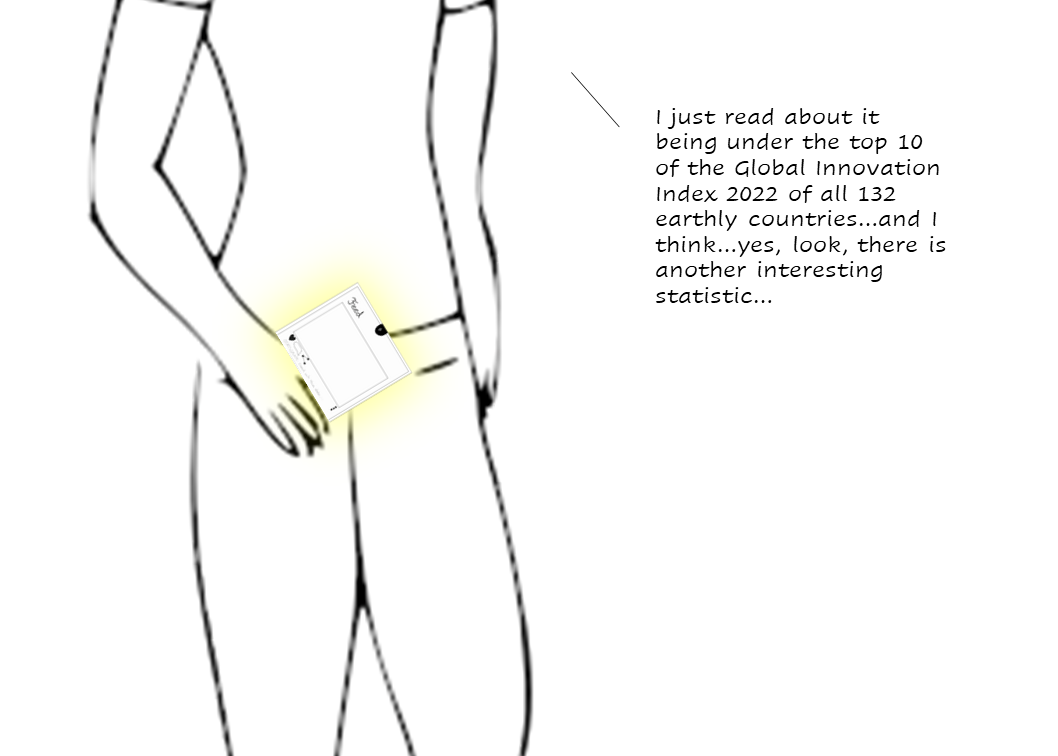 I just read about it
being under the top 10
of the Global Innovation
Index 2022 of all 132
earthly countries...and I
think...yes, look, there is
another interesting
statistic...
Feed